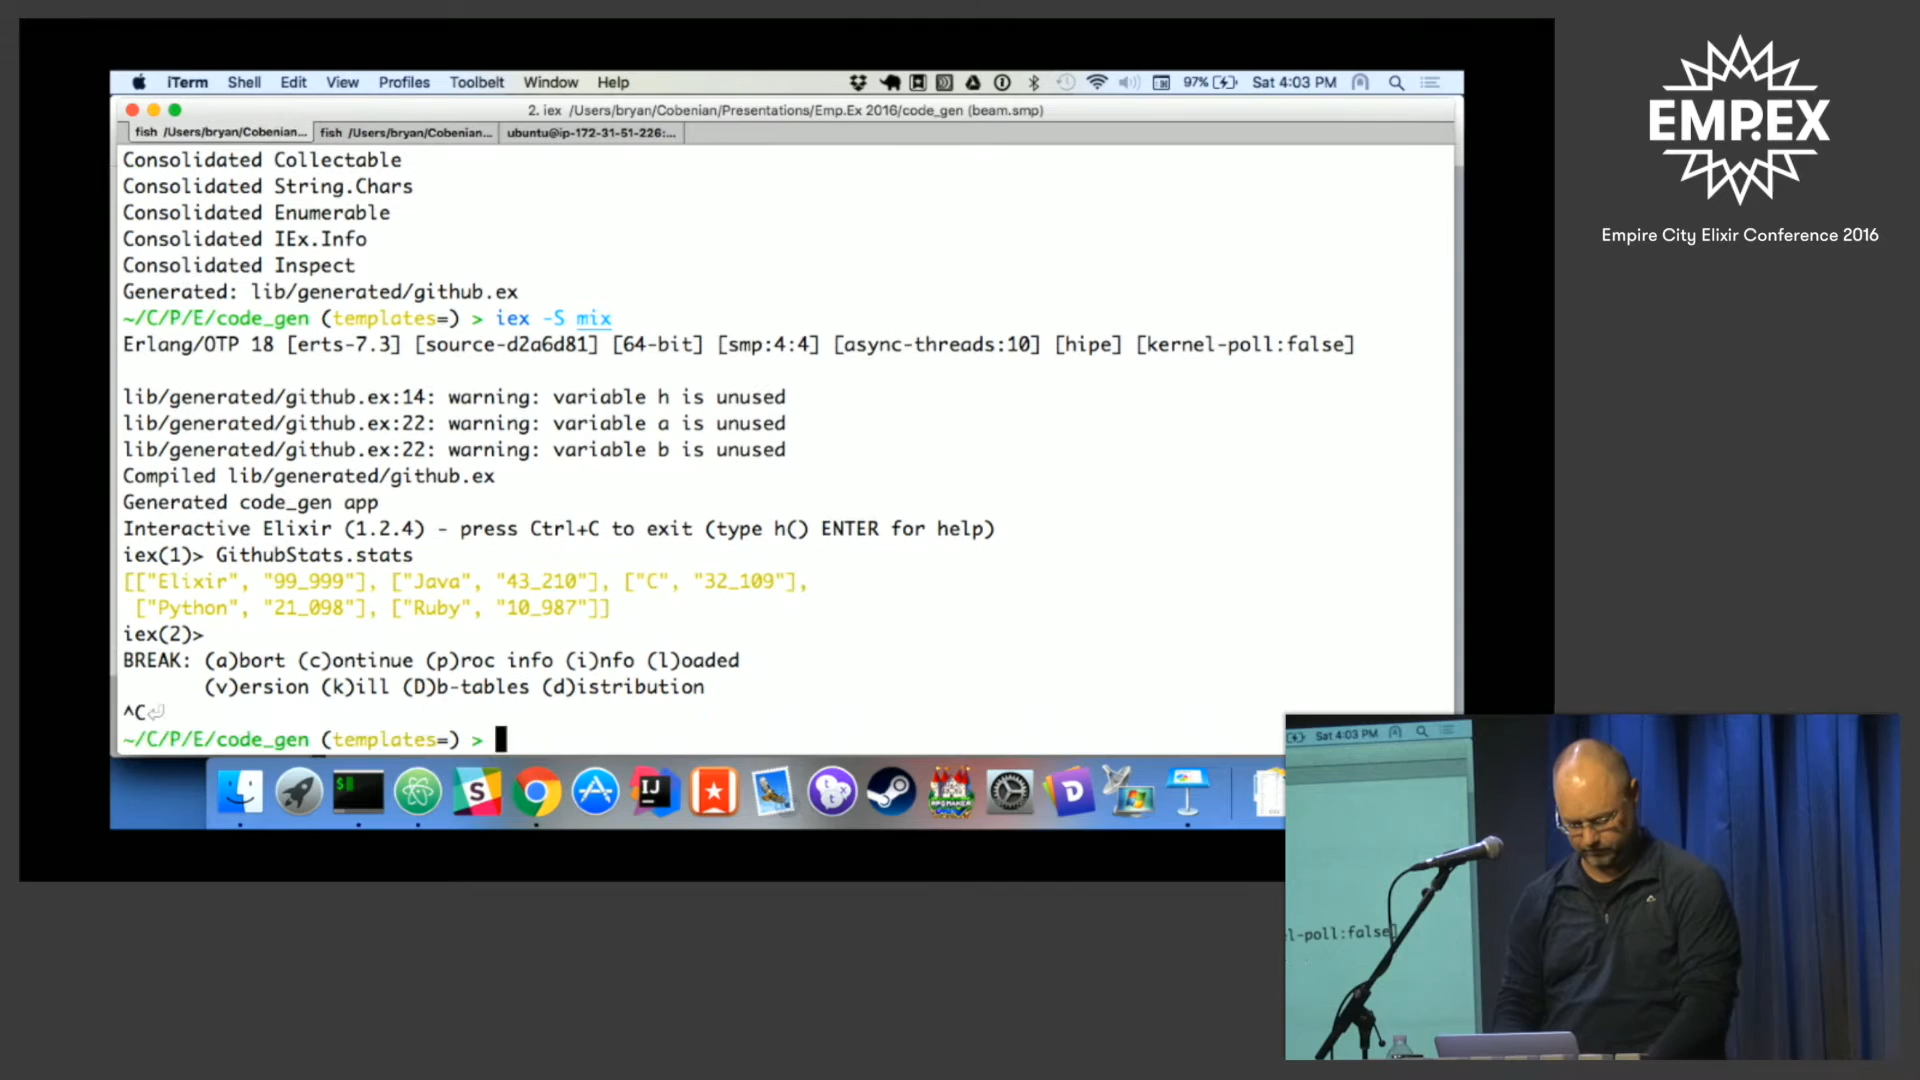 iTerm Shell Edit View Profiles Toolbelt Window Help 97% Sat 4:03 PM
2. iex /Users/bryan/Cobenian/Presentations/Emp.Ex 2016/code_gen (beam.smp)
fish /Users/bryan/Cobenian... fish /Users/bryan/Cobenian... ubuntu@ip-172-31-51-226:...
Consolidated Collectable
Consolidated String.Chars
Consolidated Enumerable
Consolidated IEx.Info
Consolidated Inspect
Generated: lib/generated/github.ex
~/C/P/E/code_gen (templates=) > iex -S mix
Erlang/OTP 18 [erts-7.3] [source-d2a6d81] [64-bit] [smp:4:4] [async-threads:10] [hipe] [kernel-poll:false]
lib/generated/github.ex:14: warning: variable h is unused
lib/generated/github.ex:22: warning: variable a is unused
lib/generated/github.ex:22: warning: variable b is unused
Compiled lib/generated/github.ex
Generated code_gen app
Interactive Elixir (1.2.4) - press Ctrl+C to exit (type h() ENTER for help)
iex(1)> GithubStats.stats
[["Elixir", "99_999"], ["Java", "43_210"], ["C", "32_109"],
["Python", "21_098"], ["Ruby", "10_987"]]
iex(2)>
BREAK: (a)bort (c)ontinue (p)roc info (i)nfo (l)oaded
(v)ersion (k)ill (D)b-tables (d)istribution
^C
~/C/P/E/code_gen (templates=) >
EMP.EX
Empire City Elixir Conference 2016
Sat 4:03 PM
l-poll:false]